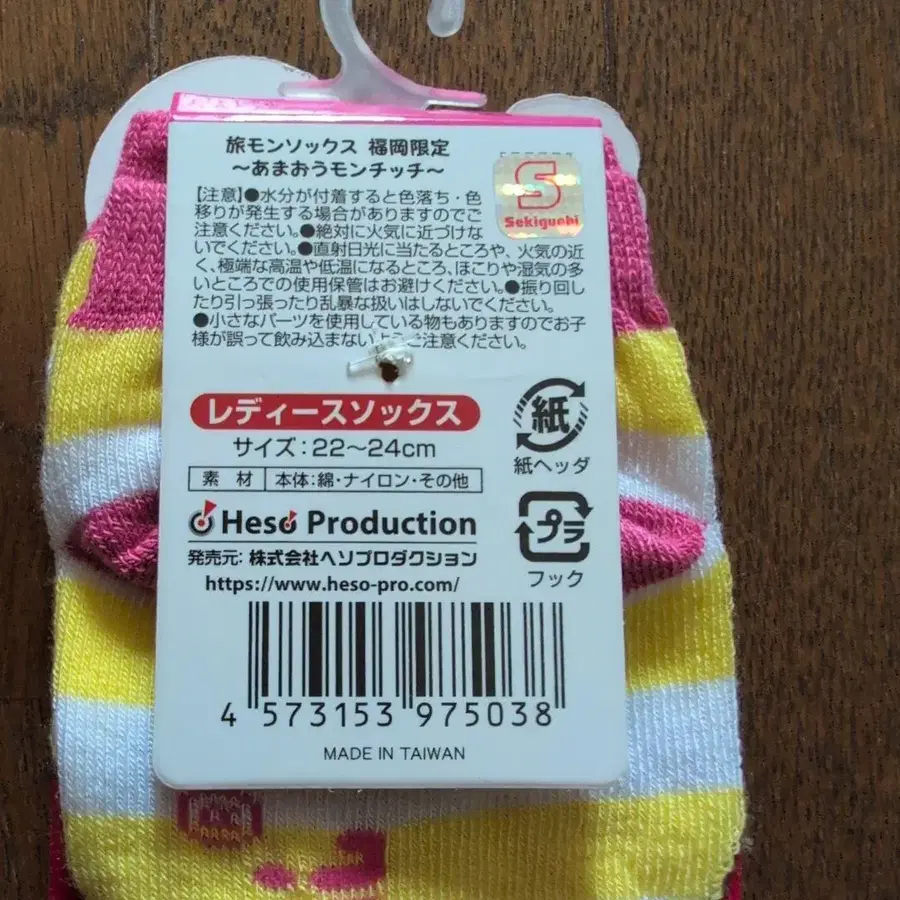 旅モンソックス 福岡限定
～あまおうモンチッチ～
【注意】●水分が付着すると色落ち・色
移りが発生する場合がありますのでご
注意ください。●絶対に火気に近づけな
いでください。●直射日光に当たるところや、火気の近
く、極端な高温や低温になるところ、ほこりや湿気の多
いところでの使用保管はお避けください。●振り回し
たり引っ張ったり乱暴な扱いはしないでください。
●小さなパーツを使用している物もありますのでお子
様が誤って飲み込まない ご注意ください。
S
Sekiguchi
レディースソックス
サイズ：22～24cm
素 材 本体：綿・ナイロン・その他
Heso Production
発売元：株式会社ヘソプロダクション
https://www.heso-pro.com/
紙
紙ヘッダ
プラ
フック
4 573153 975038
MADE IN TAIWAN